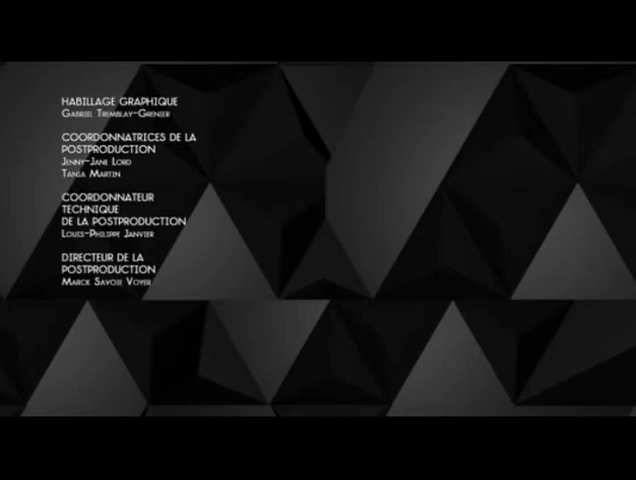 HABILLAGE GRAPHIQUE
GABRIEL TREMBLAY-GRENIER
COORDONNATRICES DE LA
POSTPRODUCTION
JENNY-JANE LORD
TANIA MARTIN
COORDONNATEUR
TECHNIQUE
DE LA POSTPRODUCTION
LOUIS-PHILIPPE JANVIER
DIRECTEUR DE LA
POSTPRODUCTION
MARCK SAVOIE VOYER